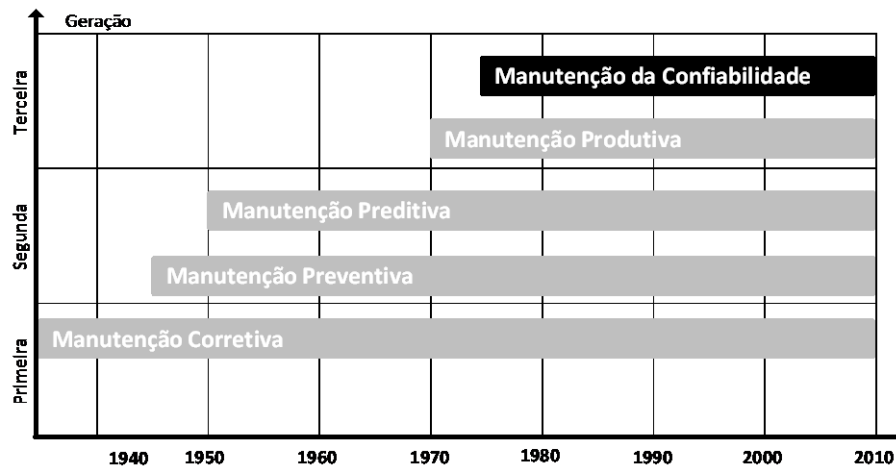 Geração
Terceira
Manutenção da Confiabilidade
Manutenção Produtiva
Segunda
Manutenção Preditiva
Manutenção Preventiva
Primeira
Manutenção Corretiva
1940 1950 1960 1970 1980 1990 2000 2010